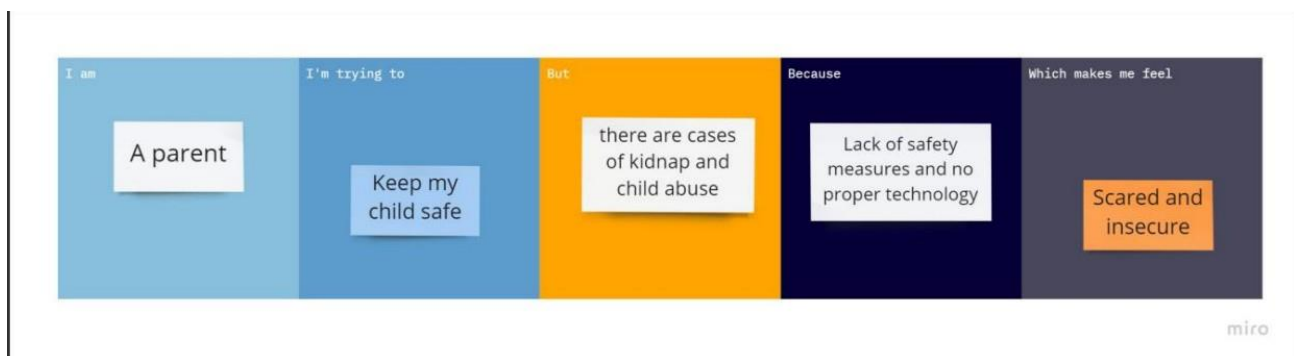 I am
A parent
I'm trying to
Keep my
child safe
But
there are cases
of kidnap and
child abuse
Because
Lack of safety
measures and no
proper technology
Which makes me feel
Scared and
insecure
miro